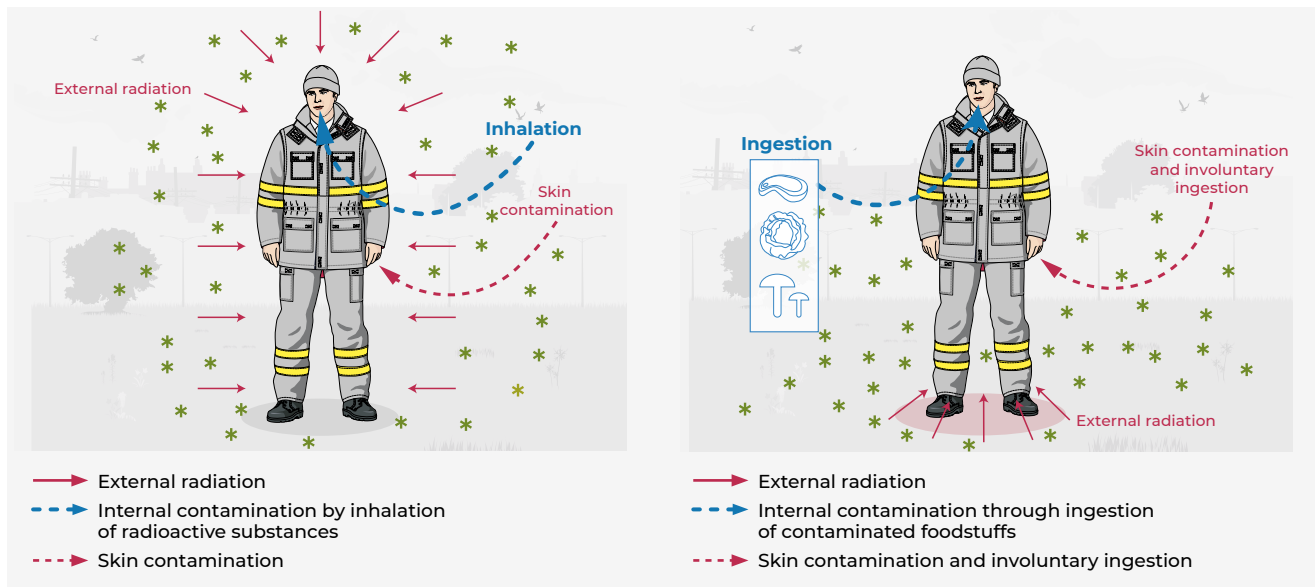 External radiation
Inhalation
Skin
contamination
External radiation
Internal contamination by inhalation
of radioactive substances
Skin contamination
Ingestion
Skin contamination
and involuntary
ingestion
External radiation
External radiation
Internal contamination through ingestion
of contaminated foodstuffs
Skin contamination and involuntary ingestion